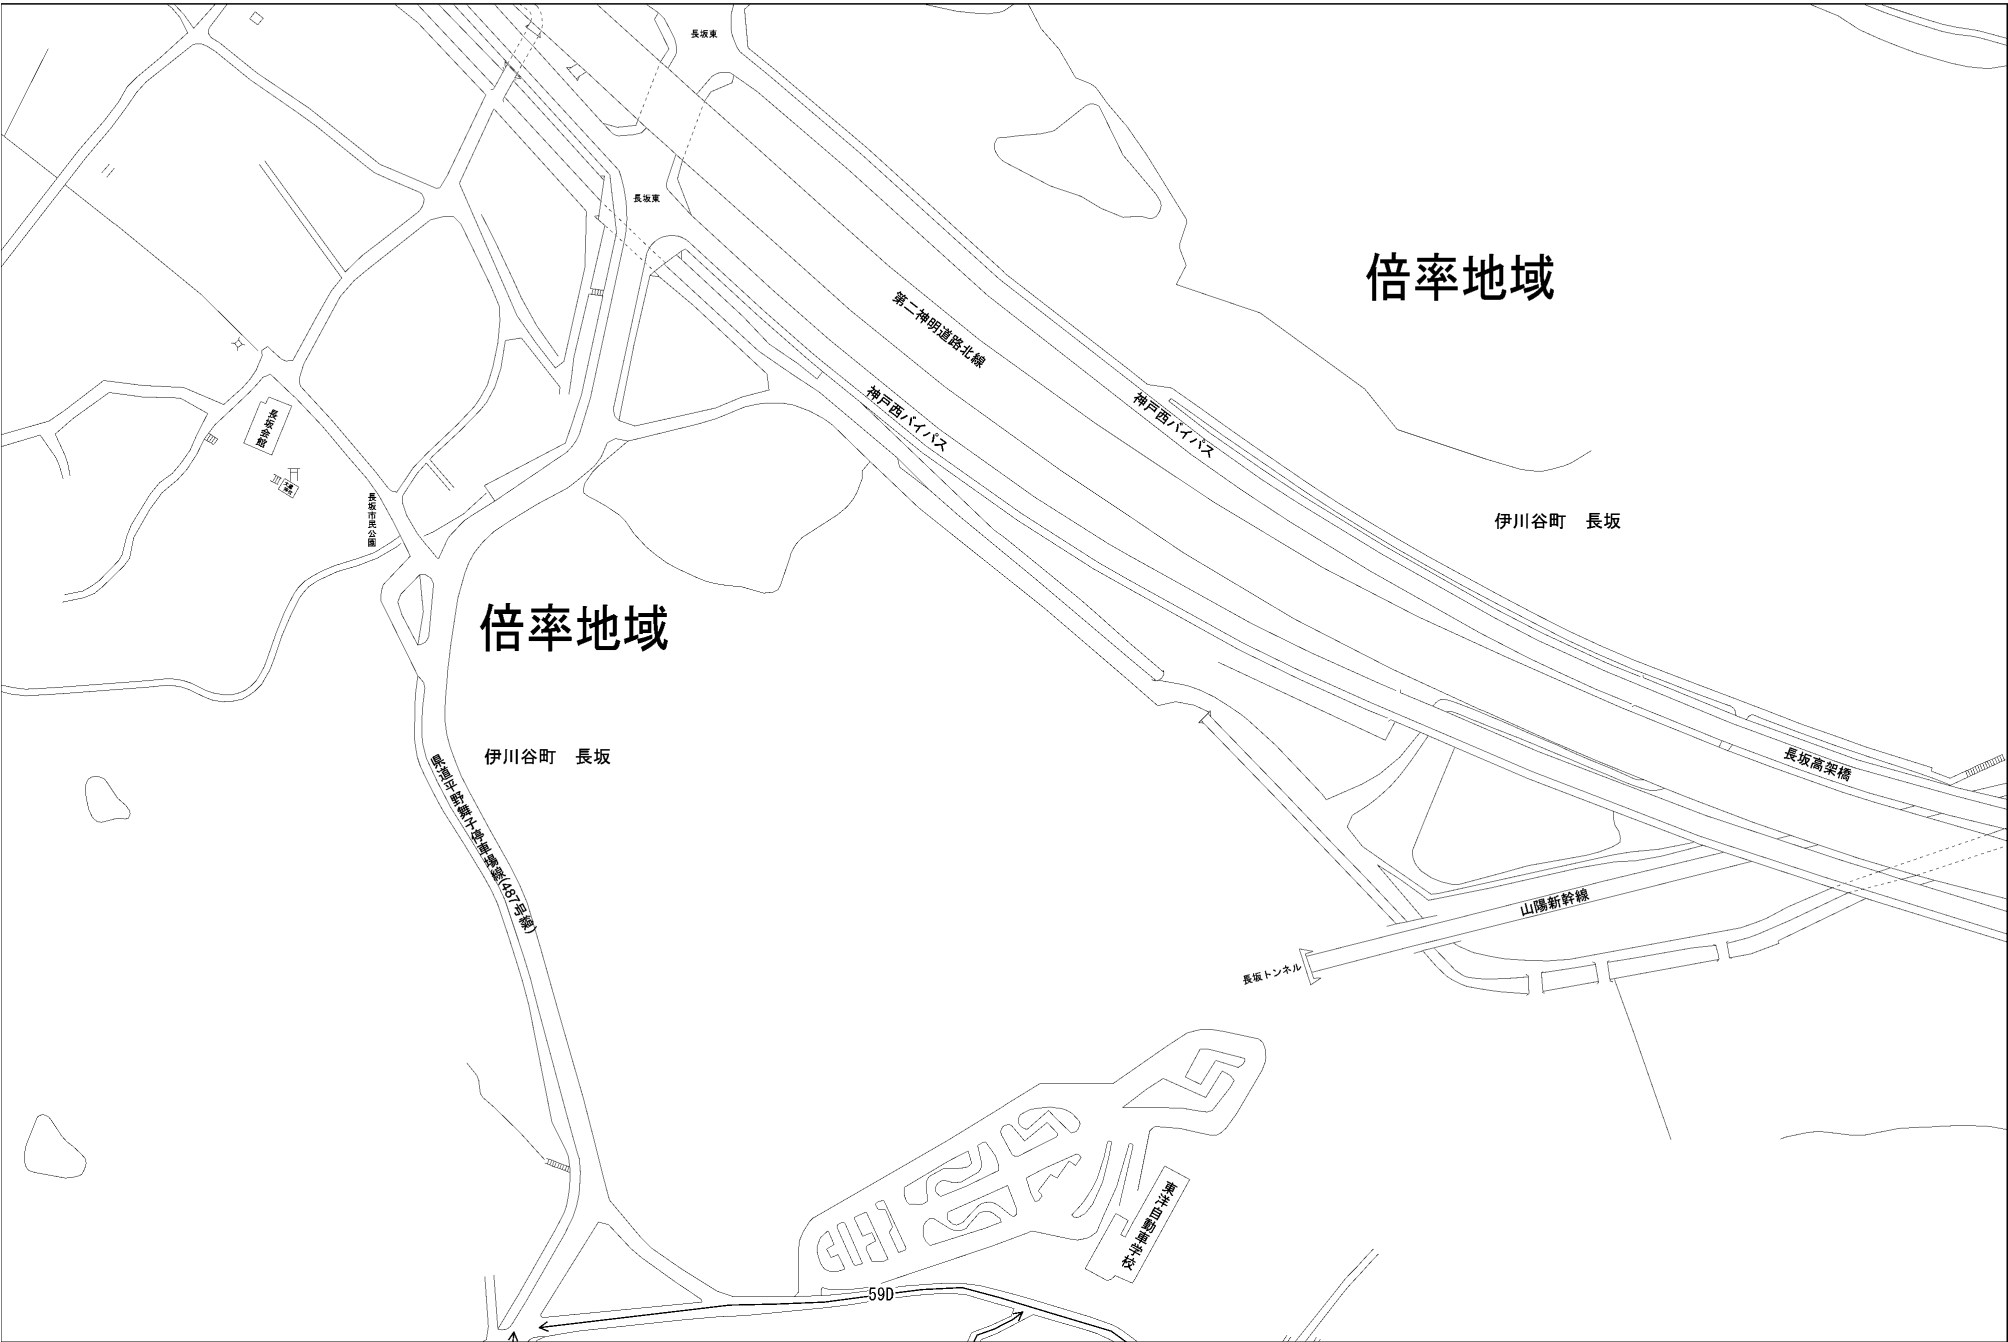 長坂東
長坂東
倍率地域
第二神明道路北線
神戸西バイパス
神戸西バイパス
長坂会館
長坂市民公園
伊川谷町　長坂
倍率地域
伊川谷町　長坂
県道平野舞子停車場線(487号線)
長坂高架橋
山陽新幹線
長坂トンネル
東洋自動車学校
59D